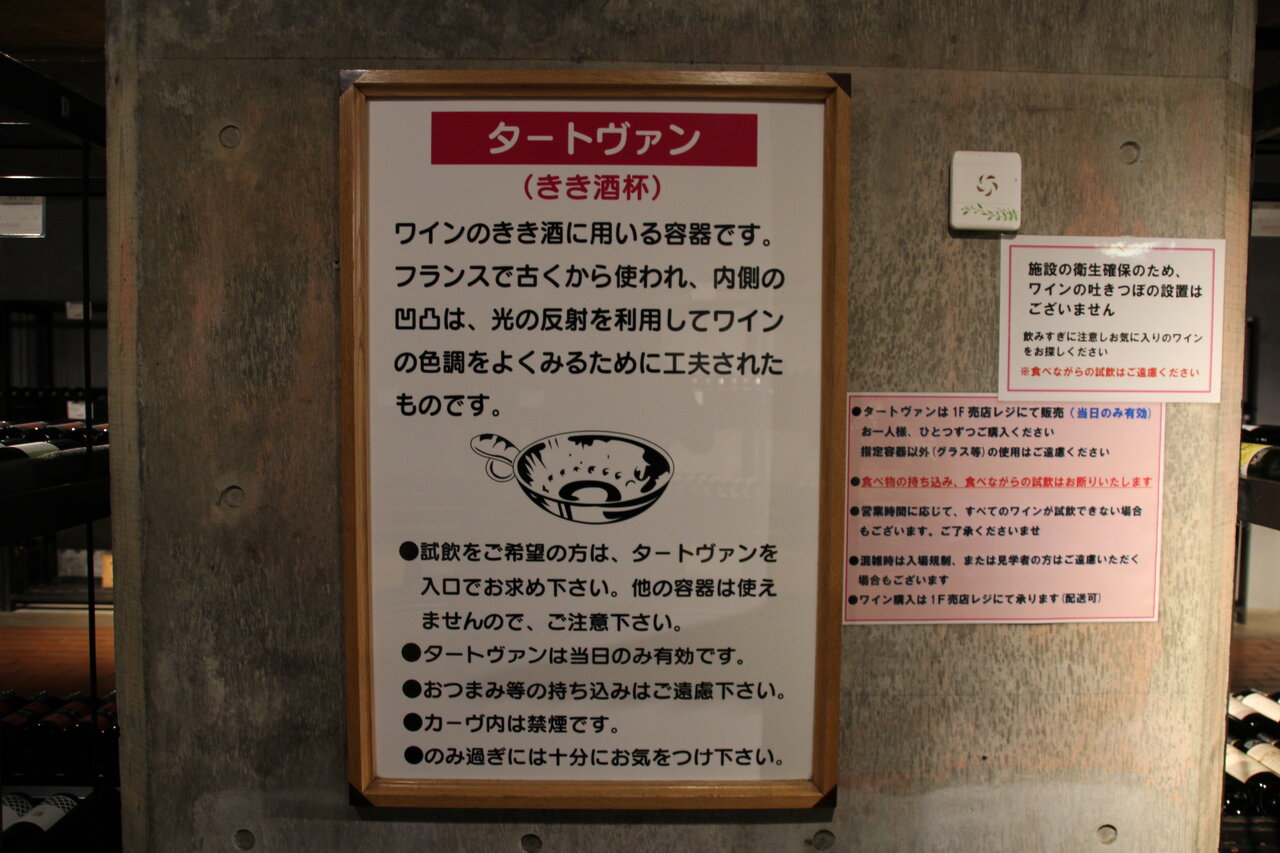 タートヴァン
(きき酒杯)
ワインのきき酒に用いる容器です。
フランスで古くから使われ、内側の
凹凸は、光の反射を利用してワイン
の色調をよくみるために工夫された
ものです。
●試飲をご希望の方は、タートヴァンを
入口でお求め下さい。他の容器は使え
ませんので、ご注意下さい。
●タートヴァンは当日のみ有効です。
●おつまみ等の持ち込みはご遠慮下さい。
●カーヴ内は禁煙です。
●のみ過ぎには十分にお気をつけ下さい。
施設の衛生確保のため、
ワインの吐きつぼの設置は
ございません
飲みすぎに注意しお気に入りのワイン
をお探しください
※食べながらの試飲はご遠慮ください
●タートヴァンは1F売店レジにて販売(当日のみ有効)
お一人様、ひとつずつご購入ください
指定容器以外(グラス等)の使用はご遠慮ください
●食べ物の持ち込み、食べながらの試飲はお断りいたします
●営業時間に応じて、すべてのワインが試飲できない場合
もございます。ご了承くださいませ
●混雑時は入場規制、または見学者の方はご遠慮いただく
場合もございます
●ワイン購入は1F売店レジにて承ります(配送可)